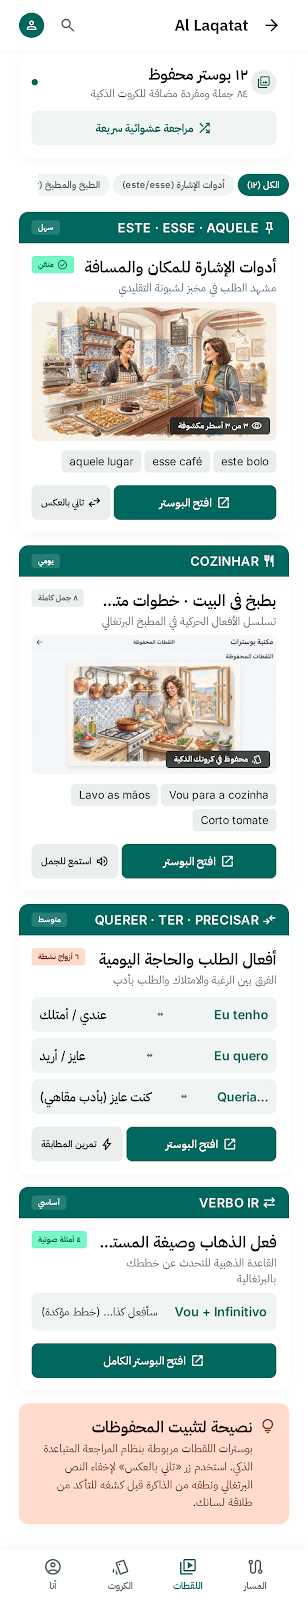 Al Laqatat
١٢ بوستر محفوظ
٨٤ جملة ومفردة مضافة للكروت الذكية
مراجعة عشوائية سريعة
الكل (١٢)
أدوات الإشارة (este/esse)
الطبخ والمطبخ
ESTE · ESSE · AQUELE
سهل
أدوات الإشارة للمكان والمسافة
متقن
مشهد الطلب في مخبز لشبونة التقليدي
٣ من ٣ أسطر مكشوفة
este bolo
esse café
aquele lugar
افتح البوستر
تاني بالعكس
COZINHAR
يومي
بطبخ في البيت · خطوات متـ...
٨ جمل كاملة
تسلسل الأفعال الحركية في المطبخ البرتغالي
مكتبة بوسترات
اللقطات المحفوظة
اللقطات المحفوظة
محفوظ في كروتك الذكية
Vou para a cozinha
Lavo as mãos
Corto tomate
افتح البوستر
استمع للجمل
QUERER · TER · PRECISAR
متوسط
أفعال الطلب والحاجة اليومية
٦ أزواج نشطة
الفرق بين الرغبة والامتلاك والطلب بأدب
Eu tenho
عندي / أمتلك
Eu quero
عايز / أريد
Queria...
كنت عايز (بأدب مقاهي)
افتح البوستر
تمرين المطابقة
VERBO IR
أساسي
فعل الذهاب وصيغة المستـ...
٤ أمثلة صوتية
القاعدة الذهبية للتحدث عن خططك
بالبرتغالية
Vou + Infinitivo
سأفعل كذا... (خطط مؤكدة)
افتح البوستر الكامل
نصيحة لتثبيت المحفوظات
بوسترات اللقطات مربوطة بنظام المراجعة المتباعدة
الذكي. استخدم زر «تاني بالعكس» لإخفاء النص
البرتغالي ونطقه من الذاكرة قبل كشفه للتأكد من
طلاقة لسانك.
المسار
اللقطات
الكروت
أنا